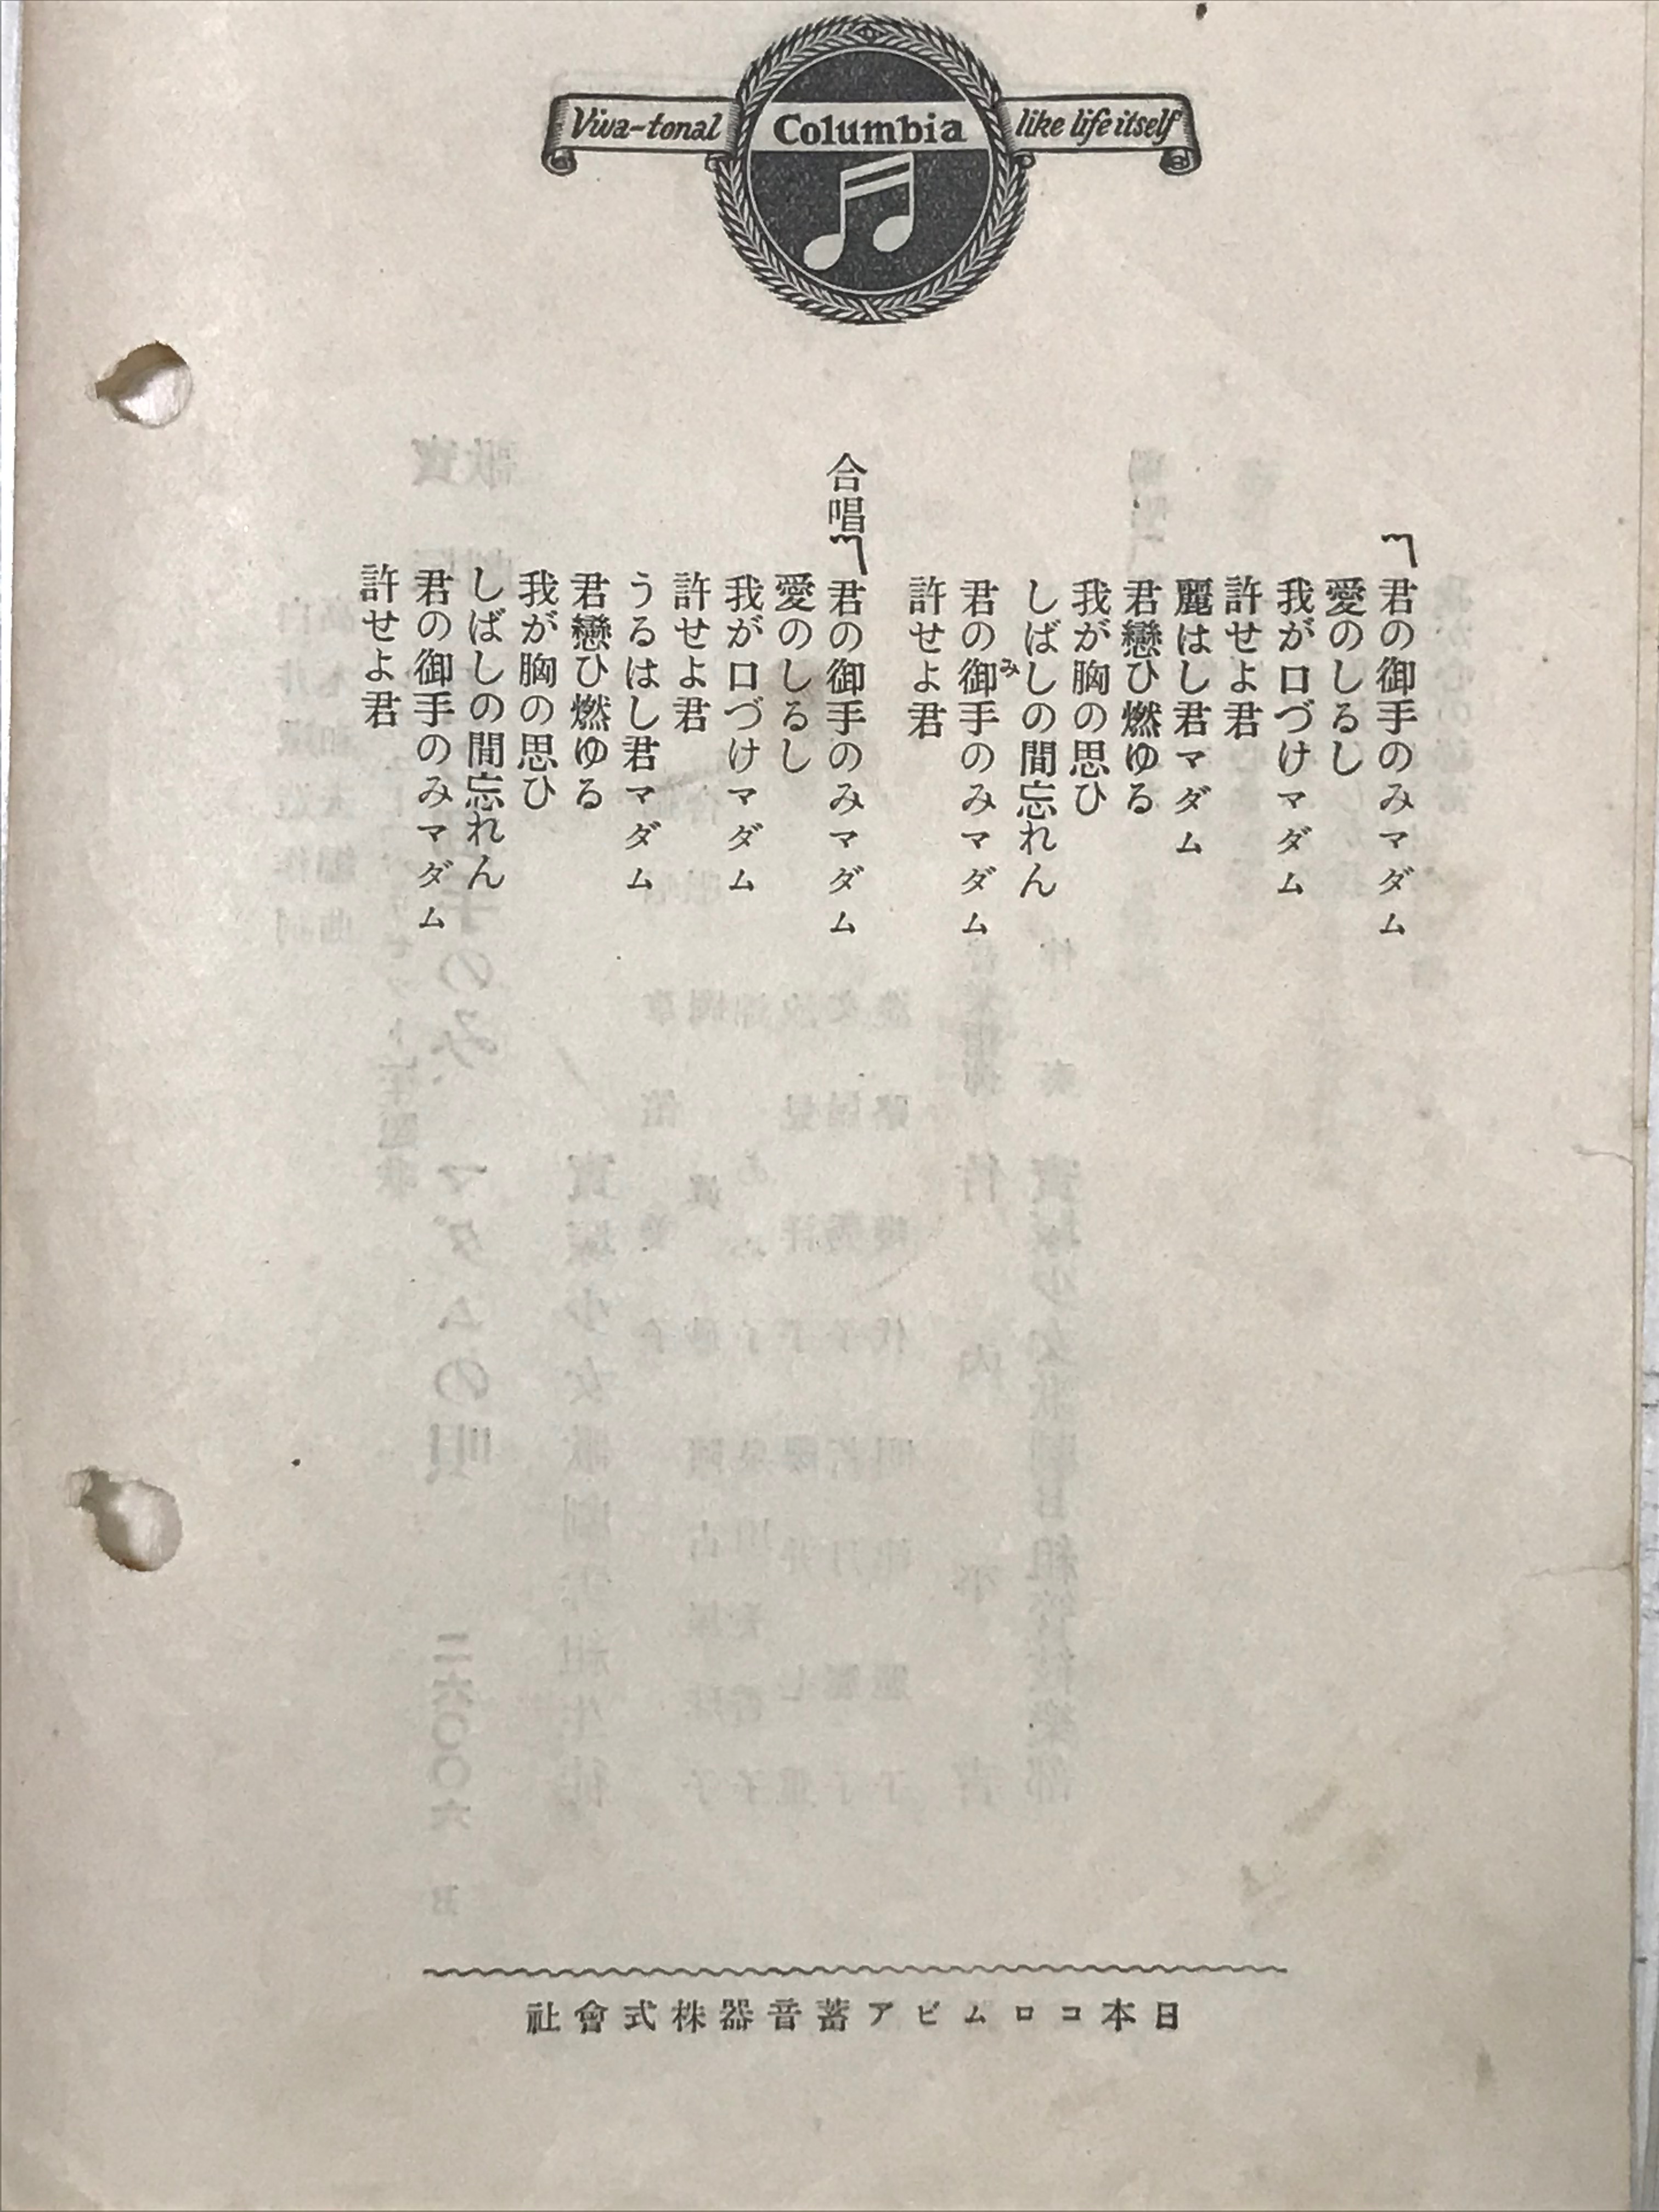 Viva-tonal Columbia like life itself
君の御手のみマダム
愛のしるし
我が口づけマダム
許せよ君
麗はし君マダム
君戀ひ燃ゆる
我が胸の思ひ
しばしの間忘れん
君の御手のみマダム
み
許せよ君
合唱
君の御手のみマダム
愛のしるし
我が口づけマダム
許せよ君
うるはし君マダム
君戀ひ燃ゆる
我が胸の思ひ
しばしの間忘れん
君の御手のみマダム
許せよ君
日本コロムビア蓄音器株式會社